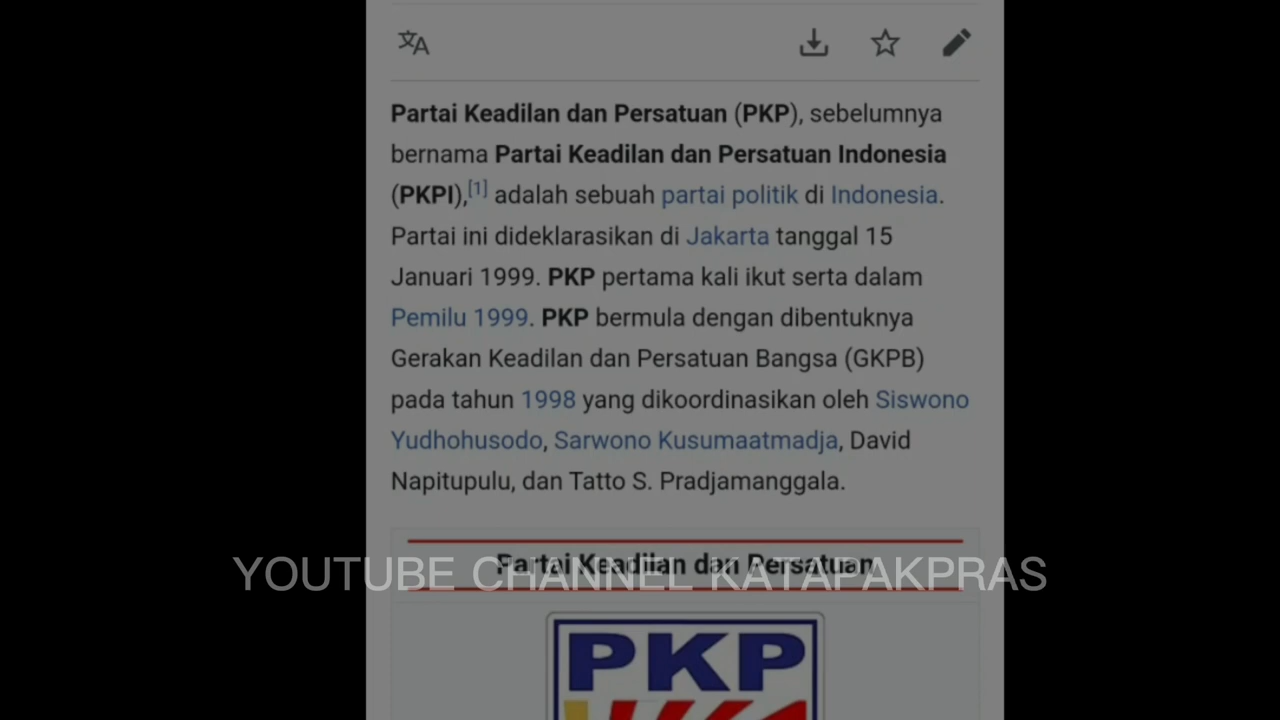 Partai Keadilan dan Persatuan (PKP), sebelumnya
bernama Partai Keadilan dan Persatuan Indonesia
(PKPI),[1] adalah sebuah partai politik di Indonesia.
Partai ini dideklarasikan di Jakarta tanggal 15
Januari 1999. PKP pertama kali ikut serta dalam
Pemilu 1999. PKP bermula dengan dibentuknya
Gerakan Keadilan dan Persatuan Bangsa (GKPB)
pada tahun 1998 yang dikoordinasikan oleh Siswono
Yudhohusodo, Sarwono Kusumaatmadja, David
Napitupulu, dan Tatto S. Pradjamanggala.
Partai Keadilan dan Persatuan
YOUTUBE CHANNEL KATAPAKPRAS
PKP